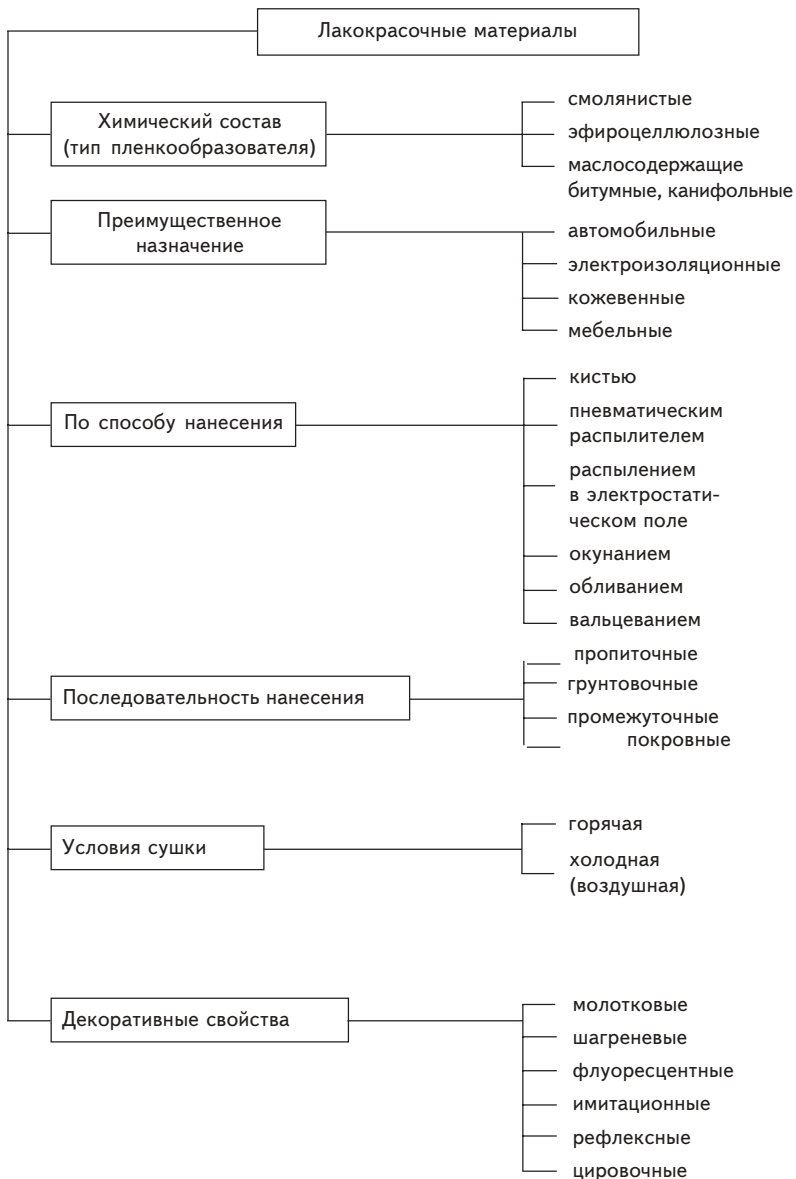 Лакокрасочные материалы
Химический состав
(тип пленкообразователя)
смолянистые
эфироцеллюлозные
маслосодержащие
битумные, канифольные
Преимущественное
назначение
автомобильные
электроизоляционные
кожевенные
мебельные
По способу нанесения
кистью
пневматическим
распылителем
распылением
в электростати-
ческом поле
окунанием
обливанием
вальцеванием
Последовательность нанесения
пропиточные
грунтовочные
промежуточные
покровные
Условия сушки
горячая
холодная
(воздушная)
Декоративные свойства
молотковые
шагреневые
флуоресцентные
имитационные
рефлексные
цировочные